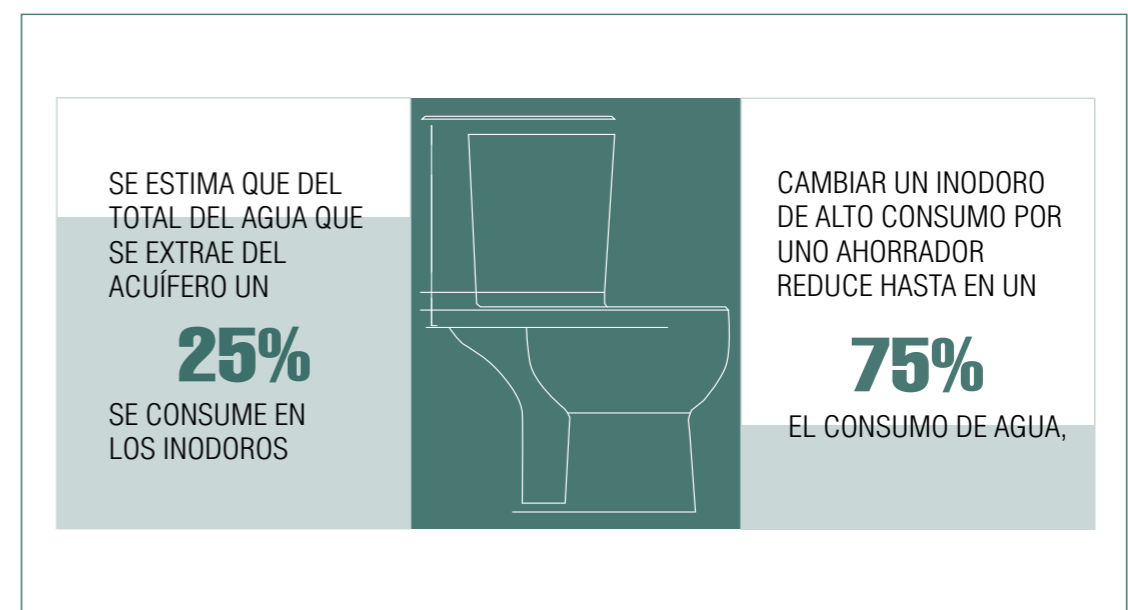 SE ESTIMA QUE DEL
TOTAL DEL AGUA QUE
SE EXTRAE DEL
ACUÍFERO UN
25%
SE CONSUME EN
LOS INODOROS
CAMBIAR UN INODORO
DE ALTO CONSUMO POR
UNO AHORRADOR
REDUCE HASTA EN UN
75%
EL CONSUMO DE AGUA,